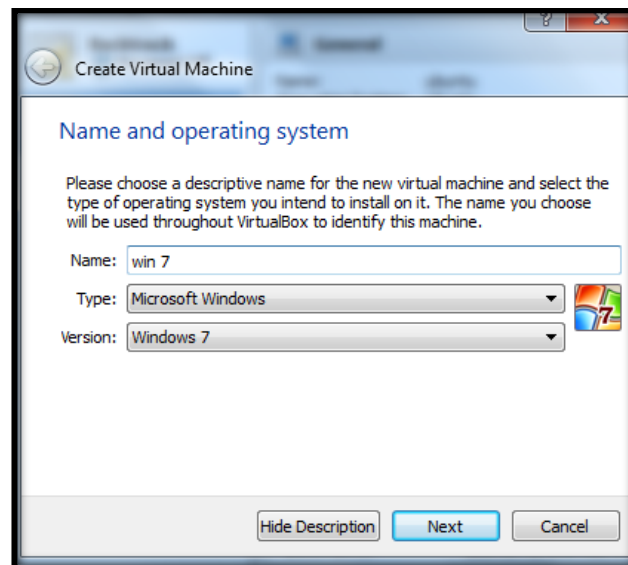 General
Create Virtual Machine
Name and operating system
Please choose a descriptive name for the new virtual machine and select the
type of operating system you intend to install on it. The name you choose
will be used throughout VirtualBox to identify this machine.
Name: win 7
Type: Microsoft Windows
7
Version: Windows 7
Hide Description Next Cancel